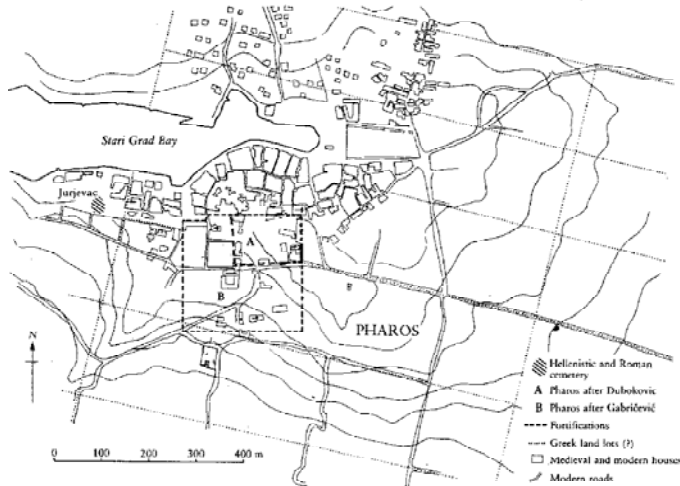 Stari Grad Bay
Jurjevac
A
B
P
PHAROS
N
Hellenistic and Roman
cemetery
A Pharos after Duboković
B Pharos after Gabričević
Fortifications
Greek land lots (?)
Medieval and modern houses
Modern roads
0 100 200 300 400 m